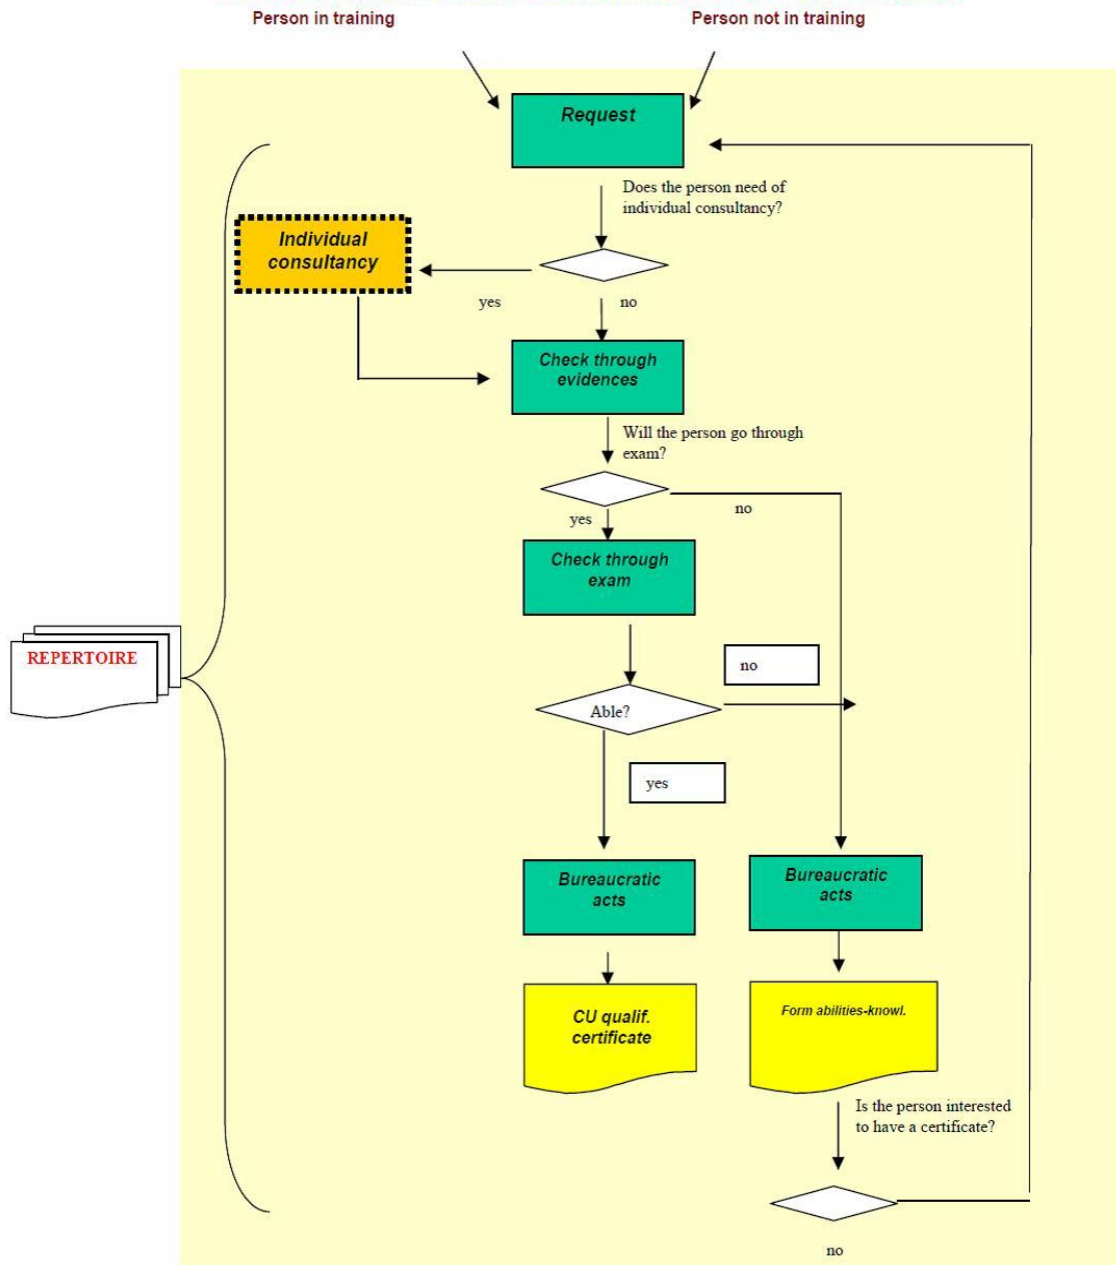 Person in training
Person not in training
Request
Does the person need of
individual consultancy?
Individual
consultancy
yes
no
Check through
evidences
Will the person go through
exam?
no
yes
Check through
exam
REPERTOIRE
no
Able?
yes
Bureaucratic
acts
Bureaucratic
acts
CU qualif.
certificate
Form abilities-knowl.
Is the person interested
to have a certificate?
no